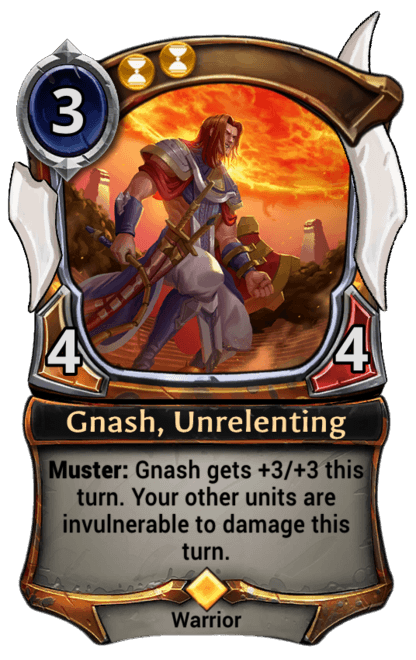 3
4
4
Gnash, Unrelenting
Muster: Gnash gets +3/+3 this
turn. Your other units are
invulnerable to damage this
turn.
Warrior